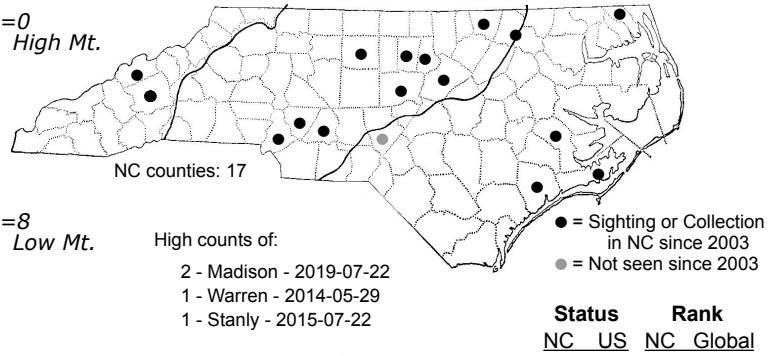 =0
High Mt.
NC counties: 17
=8
Low Mt.
High counts of:
2 - Madison - 2019-07-22
1 - Warren - 2014-05-29
1 - Stanly - 2015-07-22
= Sighting or Collection
in NC since 2003
= Not seen since 2003
Status Rank
NC US NC Global